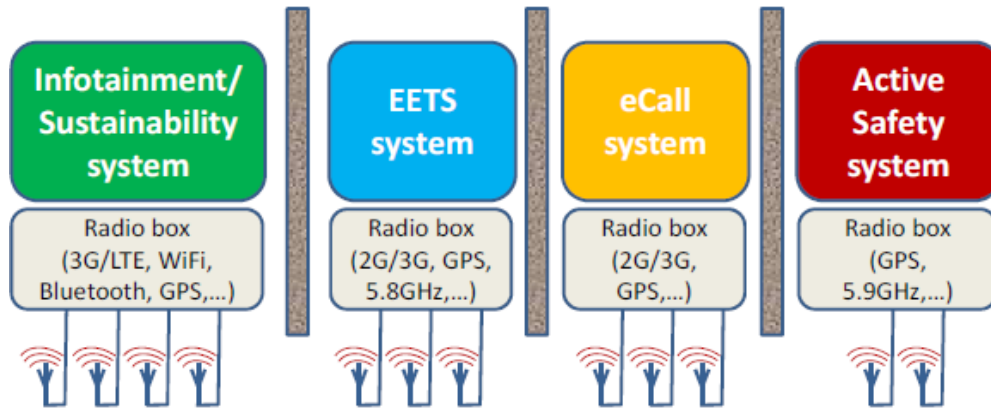 Infotainment/
Sustainability
system
EETS
system
eCall
system
Active
Safety
system
Radio box
(3G/LTE, WiFi,
Bluetooth, GPS,...)
Radio box
(2G/3G, GPS,
5.8GHz,...)
Radio box
(2G/3G,
GPS,...)
Radio box
(GPS,
5.9GHz,...)